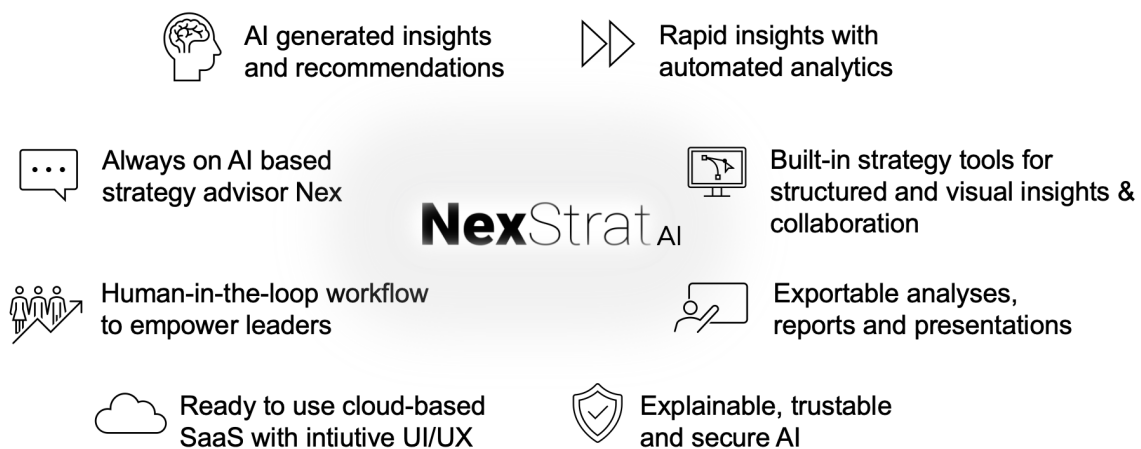 AI generated insights
and recommendations
Rapid insights with
automated analytics
Always on AI based
strategy advisor Nex
Built-in strategy tools for
structured and visual insights &
collaboration
NexStrat AI
Human-in-the-loop workflow
to empower leaders
Exportable analyses,
reports and presentations
Ready to use cloud-based
SaaS with intiutive UI/UX
Explainable, trustable
and secure AI